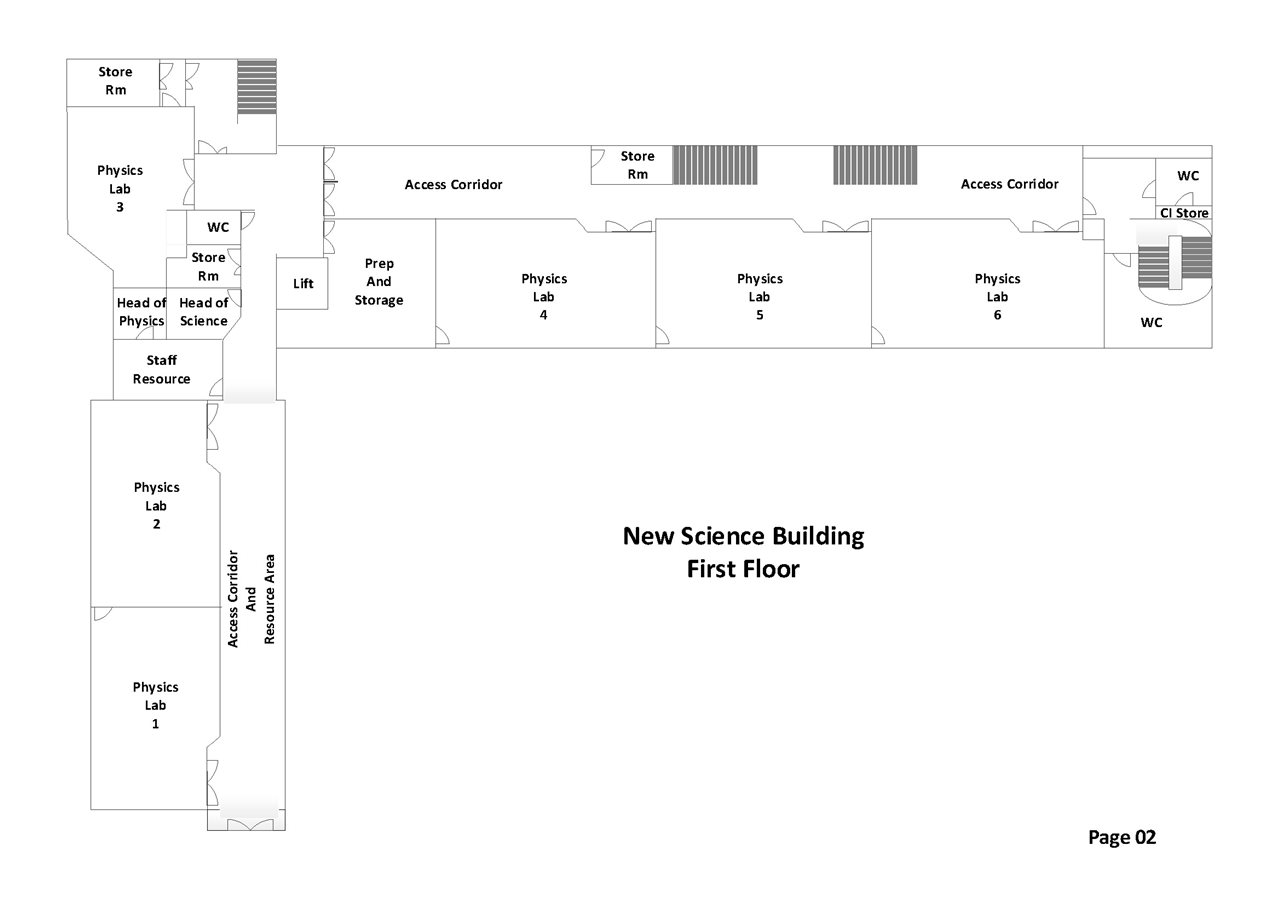 Store
Rm
Physics
Lab
3
WC
Store
Rm
Head of
Physics
Head of
Science
Staff
Resource
Lift
Prep
And
Storage
Access Corridor
Store
Rm
Access Corridor
WC
Cl Store
Physics
Lab
4
Physics
Lab
5
Physics
Lab
6
WC
Physics
Lab
2
Access Corridor
And
Resource Area
Physics
Lab
1
New Science Building
First Floor
Page 02